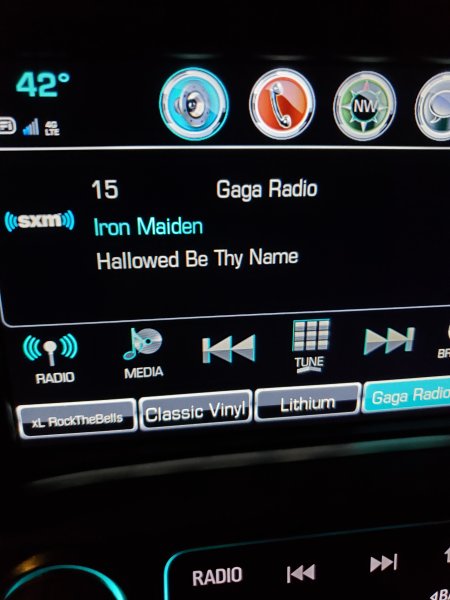 42°
NW
4G
LTE
15 Gaga Radio
sxm
Iron Maiden
Hallowed Be Thy Name
RADIO
MEDIA
TUNE
xL RockTheBells
Classic Vinyl
Lithium
Gaga Radio
RADIO